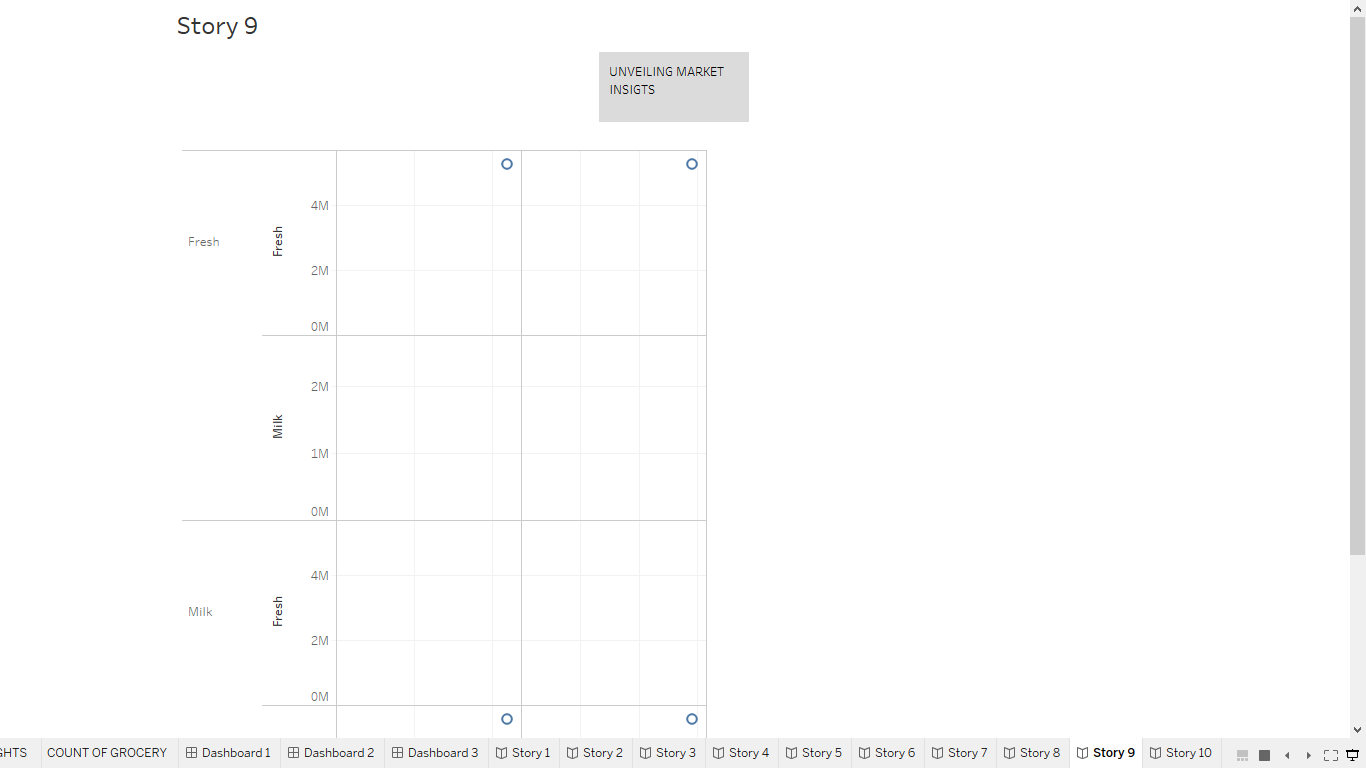 Story 9
UNVEILING MARKET
INSIGTS
4M
Fresh
Fresh
2M
0M
2M
Milk
1M
0M
4M
Milk
Fresh
2M
0M
GHTS
COUNT OF GROCERY
Dashboard 1
Dashboard 2
Dashboard 3
Story 1
Story 2
Story 3
Story 4
Story 5
Story 6
Story 7
Story 8
Story 9
Story 10